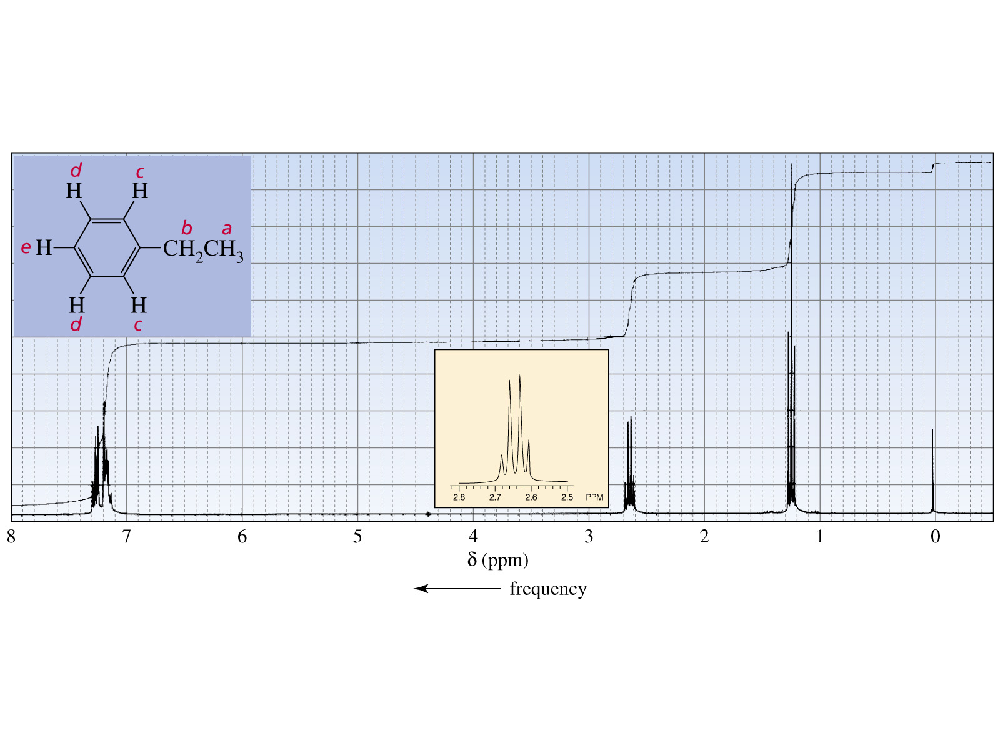 d c
H H
b a
e H CH2CH3
H H
d c
2.8 2.7 2.6 2.5 PPM
8 7 6 5 4 3 2 1 0
δ (ppm)
frequency